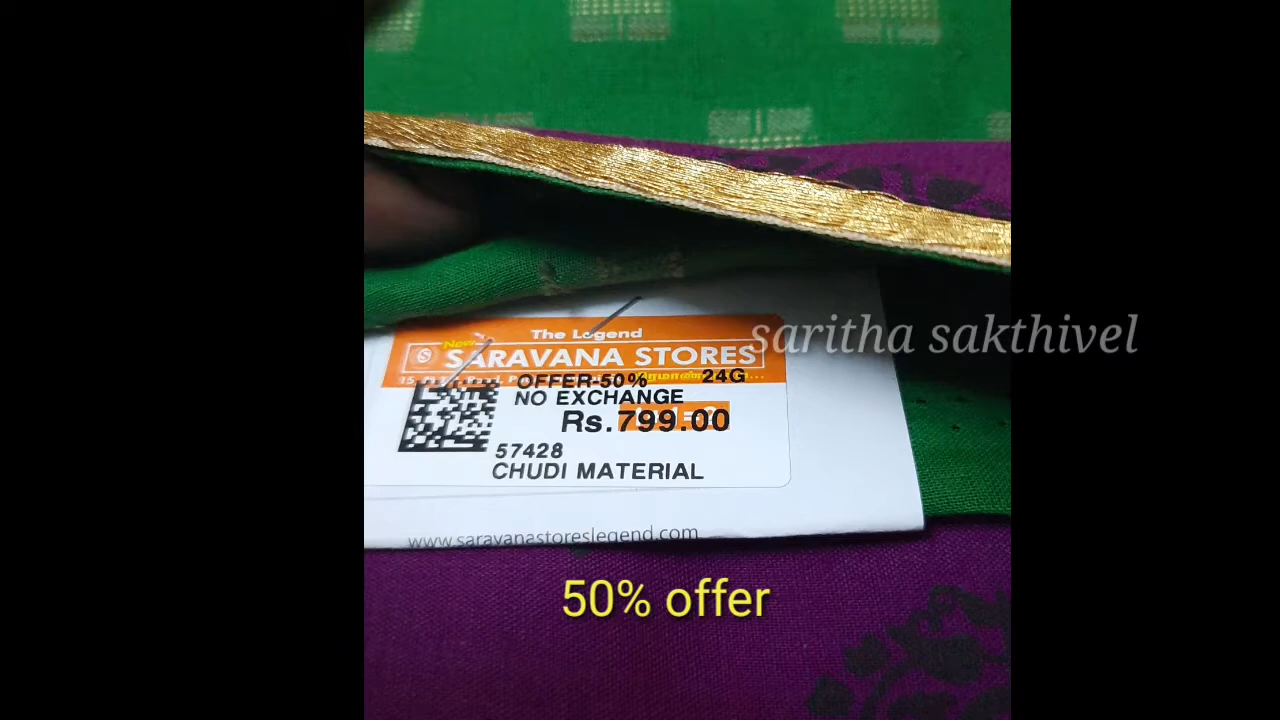 The Legend
New
SARAVANA STORES
saritha sakthivel
OFFER-50% 24G
NO EXCHANGE
Rs.799.00
57428
CHUDI MATERIAL
www.saravanastoreslegend.com
50% offer